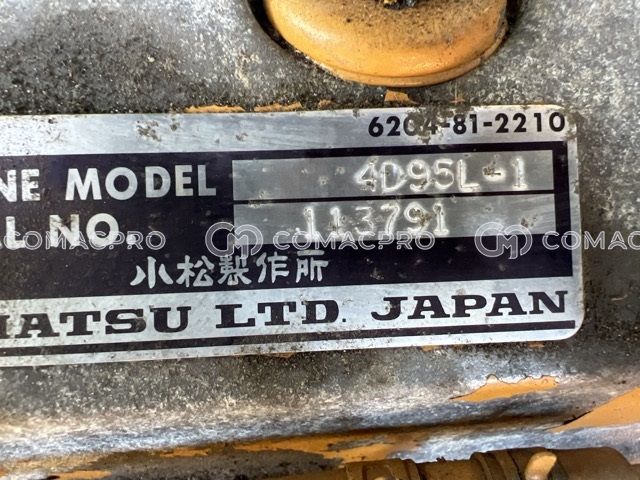 6204-81-2210
NE MODEL 4D95L-1
L NO. 113791
COMACPRO COMACPRO COMACPRO
小松製作所
MATSU LTD. JAPAN